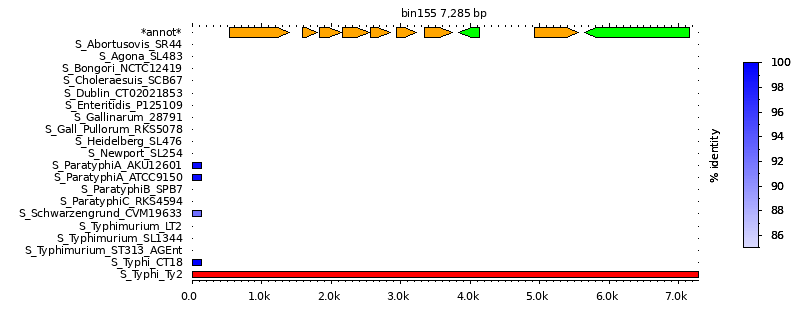 bin155 7,285 bp
*annot*
S_Abortusovis_SR44
S_Agona_SL483
S_Bongori_NCTC12419
S_Choleraesuis_SCB67
S_Dublin_CT02021853
S_Enteritidis_P125109
S_Gallinarum_28791
S_Gall_Pullorum_RKS5078
S_Heidelberg_SL476
S_Newport_SL254
S_ParatyphiA_AKU12601
S_ParatyphiA_ATCC9150
S_ParatyphiB_SPB7
S_ParatyphiC_RKS4594
S_Schwarzengrund_CVM19633
S_Typhimurium_LT2
S_Typhimurium_SL1344
S_Typhimurium_ST313_AGEnt
S_Typhi_CT18
S_Typhi_Ty2
0.0 1.0k 2.0k 3.0k 4.0k 5.0k 6.0k 7.0k
% identity
100
98
96
94
92
90
88
86